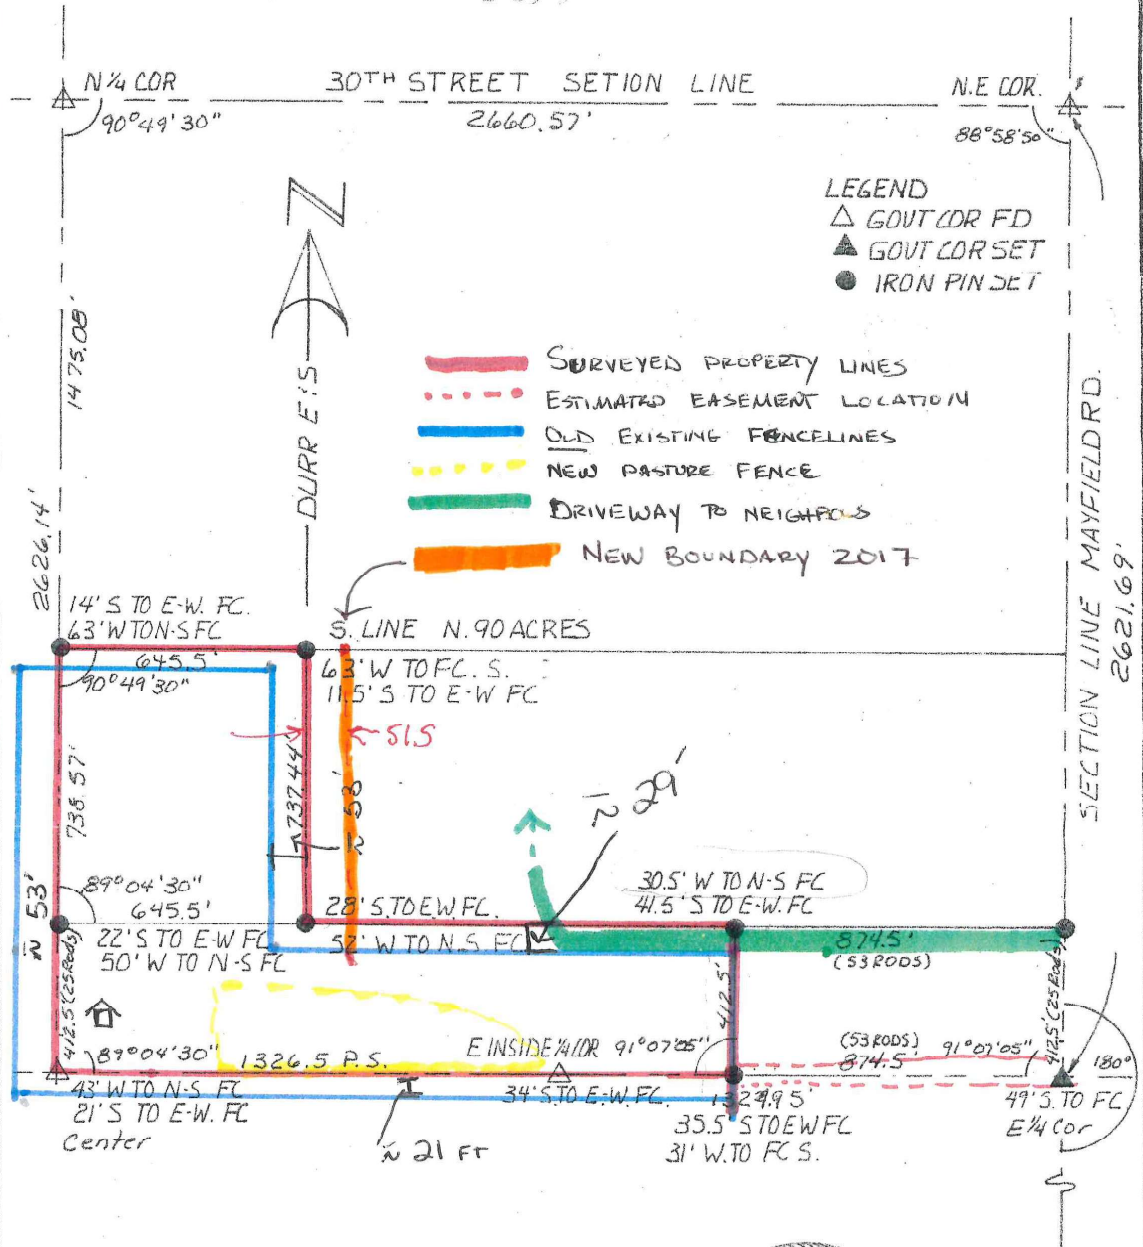 N 1/4 COR
30TH STREET SETION LINE
N.E COR.
90°49'30"
2660.57'
88°58'50"
N
LEGEND
△ GOVT COR FD
▲ GOVT COR SET
● IRON PIN SET
1475.08'
2626.14'
DURR EIS
SURVEYED PROPERTY LINES
ESTIMATED EASEMENT LOCATION
OLD EXISTING FENCELINES
NEW PASTURE FENCE
DRIVEWAY TO NEIGHBORS
NEW BOUNDARY 2017
SECTION LINE MAYFIELD RD.
2621.69'
14' S TO E-W. FC.
63' W TO N-S FC
645.5'
90°49'30"
S. LINE N. 90 ACRES
63' W TO FC. S.
11.5' S TO E-W FC
51.5
738.57'
737.44'
~ 53'
~ 29'
~ 53'
89°04'30"
645.5'
28' S. TO E.W. FC.
30.5' W TO N-S FC
41.5' S TO E-W. FC
22' S TO E-W FC
50' W TO N-S FC
52' W TO N.S FC
874.5'
(53 RODS)
412.5' (25 Rods)
412.5'
412.5' (25 Rods)
89°04'30"
1326.5 P.S.
E INSIDE 1/4 COR
91°07'05"
(53 RODS)
874.5'
91°07'05"
180°
43' W TO N-S FC
21' S TO E-W. FC
Center
34' S. TO E-W. FC.
1329.95'
35.5' S TO E W FC
31' W. TO FC S.
49' S. TO FC
E 1/4 Cor
~ 21 FT